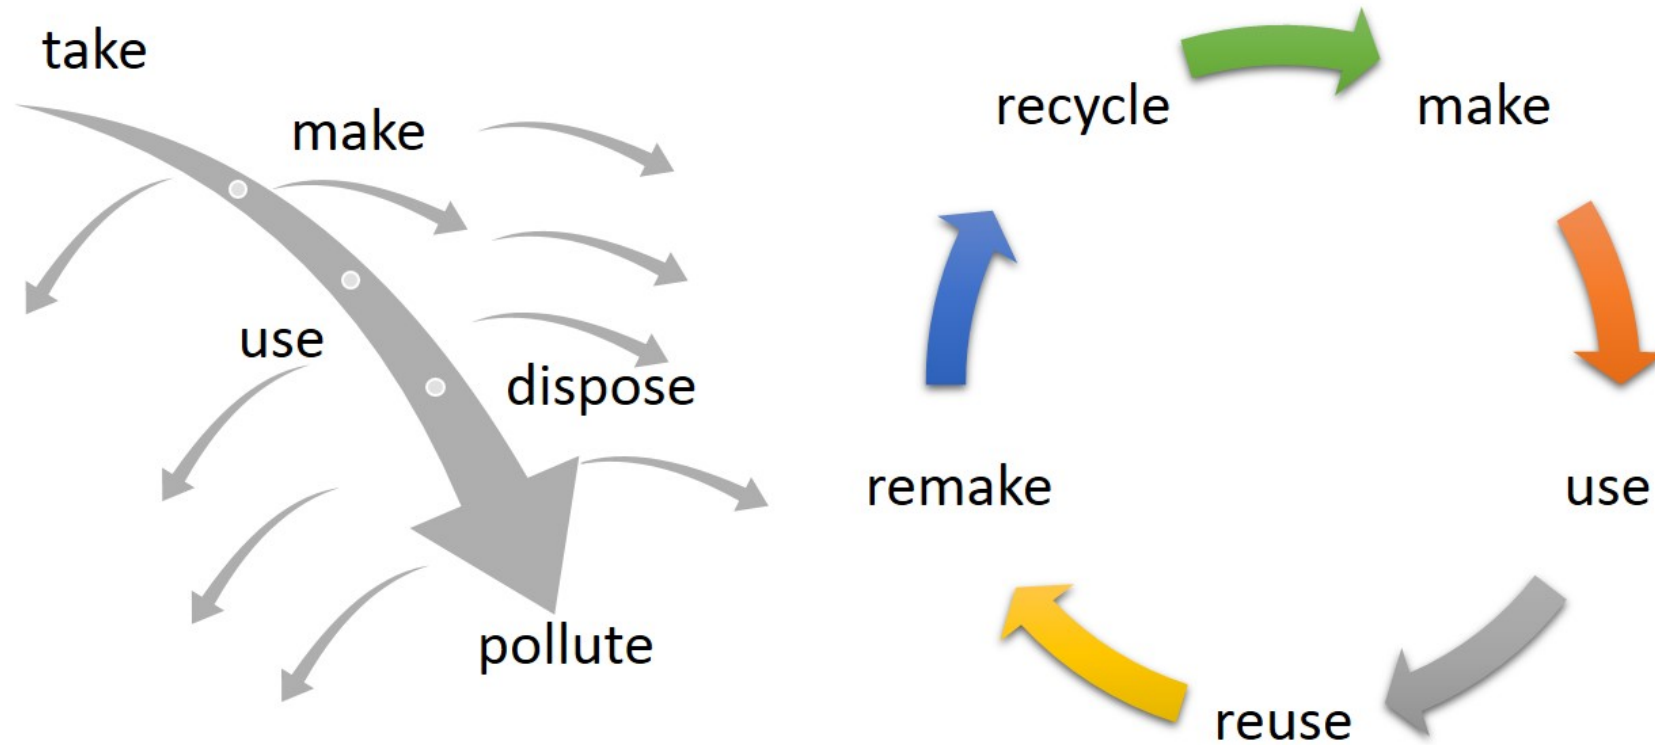 take
make
use
dispose
pollute
recycle
make
use
reuse
remake